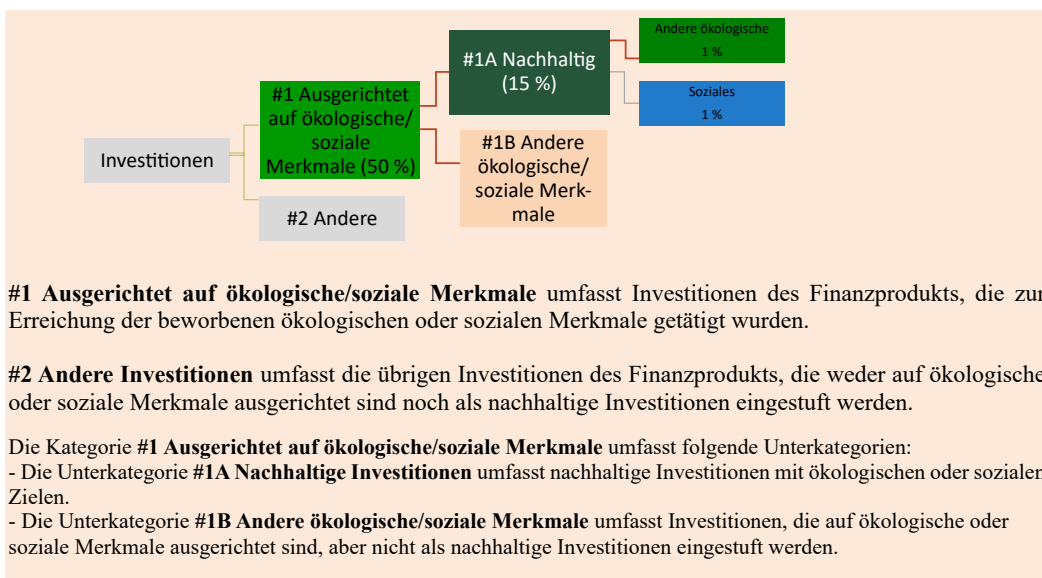 Andere ökologische
1 %
#1A Nachhaltig
(15 %)
Soziales
1 %
#1 Ausgerichtet
auf ökologische/
soziale
Merkmale (50 %)
#1B Andere
ökologische/
soziale Merk-
male
Investitionen
#2 Andere
#1 Ausgerichtet auf ökologische/soziale Merkmale umfasst Investitionen des Finanzprodukts, die zur
Erreichung der beworbenen ökologischen oder sozialen Merkmale getätigt wurden.
#2 Andere Investitionen umfasst die übrigen Investitionen des Finanzprodukts, die weder auf ökologische
oder soziale Merkmale ausgerichtet sind noch als nachhaltige Investitionen eingestuft werden.
Die Kategorie #1 Ausgerichtet auf ökologische/soziale Merkmale umfasst folgende Unterkategorien:
- Die Unterkategorie #1A Nachhaltige Investitionen umfasst nachhaltige Investitionen mit ökologischen oder sozialen
Zielen.
- Die Unterkategorie #1B Andere ökologische/soziale Merkmale umfasst Investitionen, die auf ökologische oder
soziale Merkmale ausgerichtet sind, aber nicht als nachhaltige Investitionen eingestuft werden.